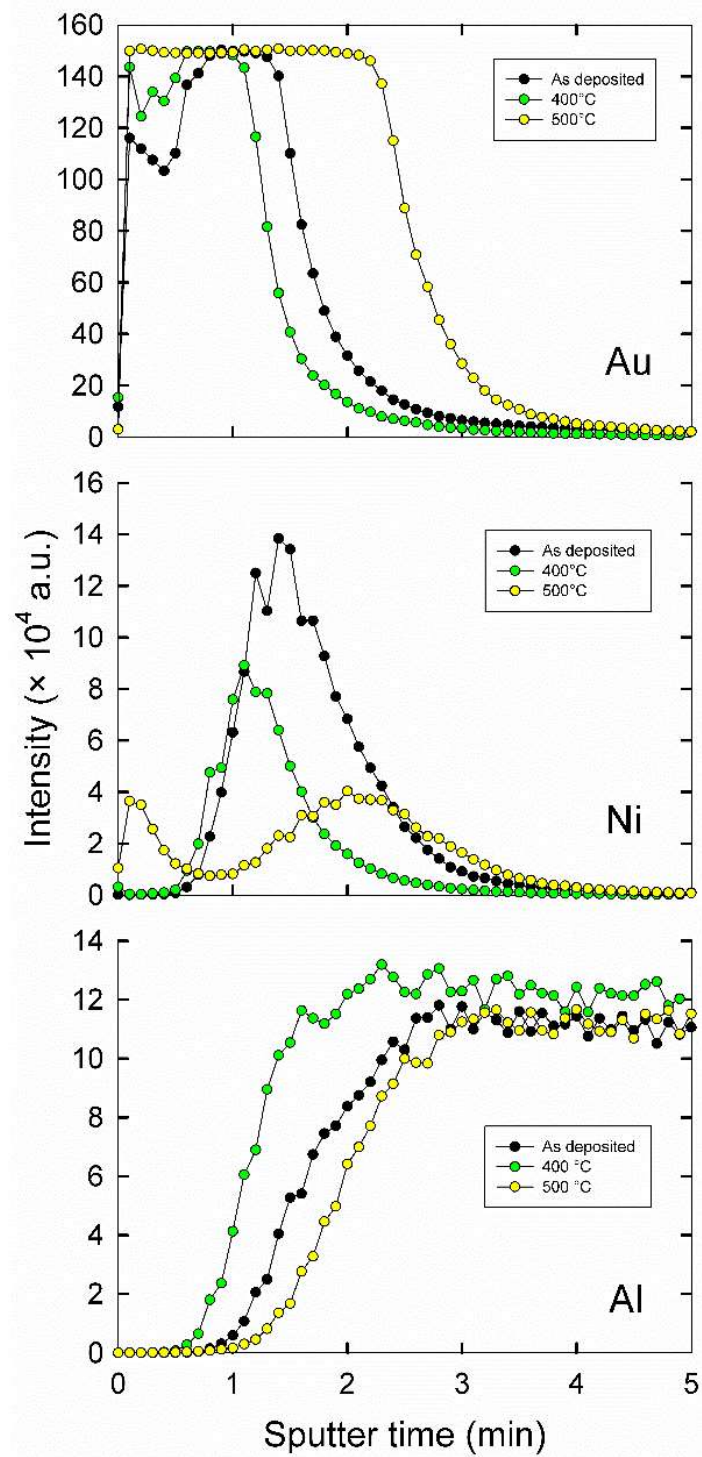 160
140
120
100
80
60
40
20
0
As deposited
400°C
500°C
Au
16
14
12
10
8
6
4
2
0
As deposited
400°C
500°C
Ni
Intensity (× 10⁴ a.u.)
14
12
10
8
6
4
2
0
As deposited
400 °C
500 °C
Al
0 1 2 3 4 5
Sputter time (min)